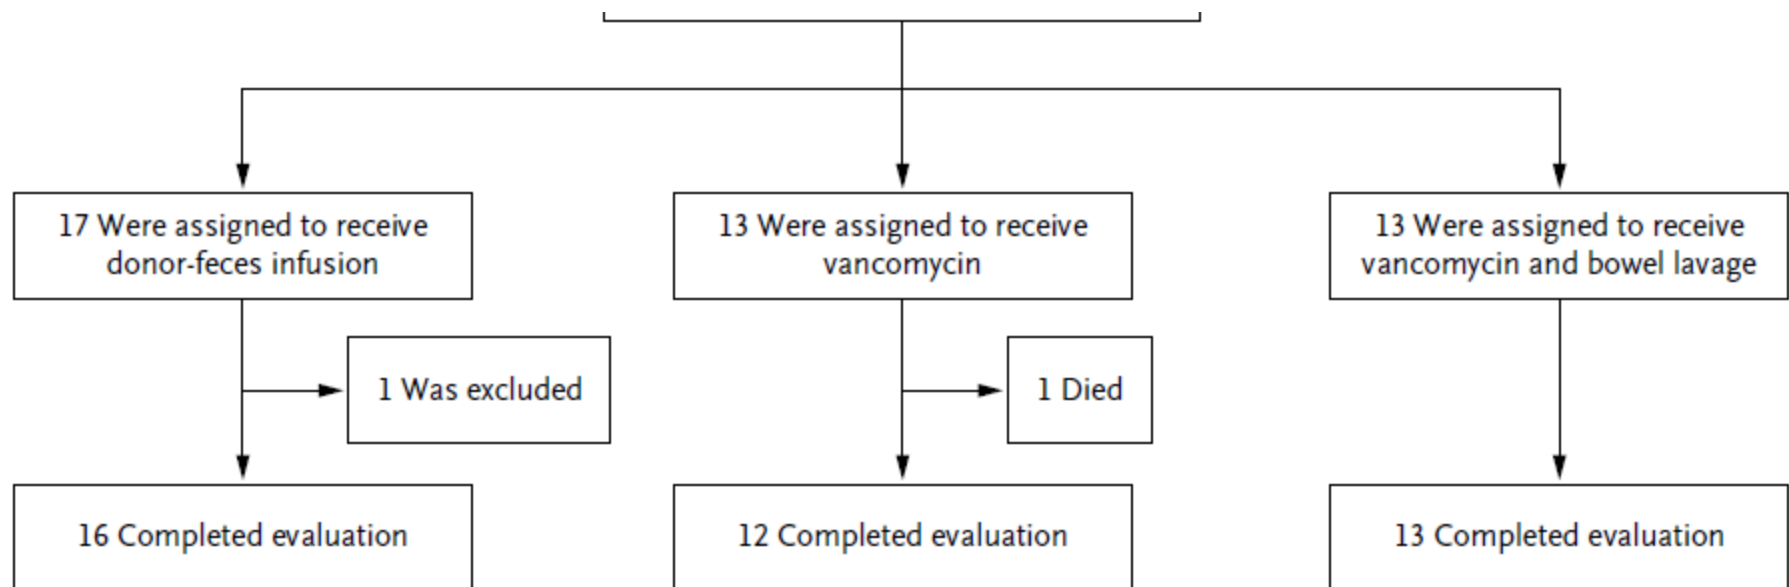 17 Were assigned to receive
donor-feces infusion
13 Were assigned to receive
vancomycin
13 Were assigned to receive
vancomycin and bowel lavage
1 Was excluded
1 Died
16 Completed evaluation
12 Completed evaluation
13 Completed evaluation